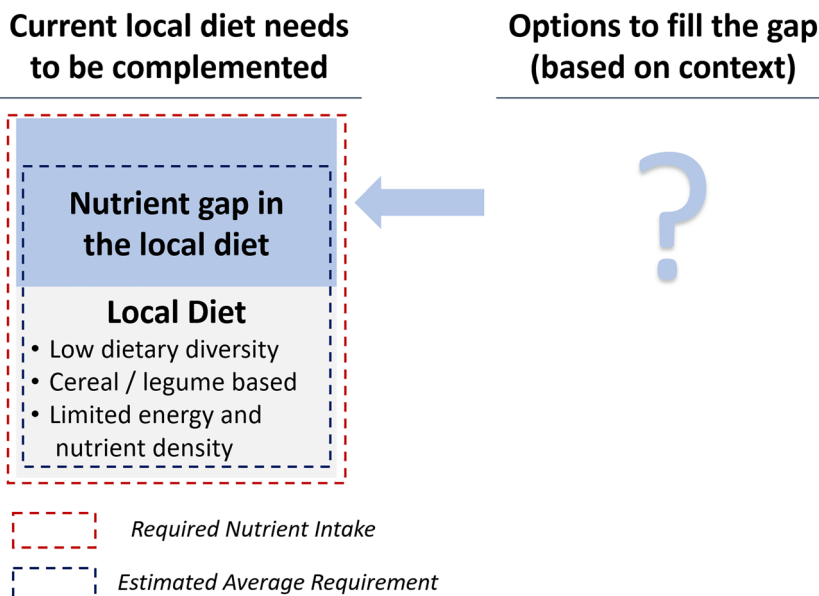 Current local diet needs
to be complemented
Options to fill the gap
(based on context)
Nutrient gap in
the local diet
?
Local Diet
• Low dietary diversity
• Cereal / legume based
• Limited energy and
nutrient density
Required Nutrient Intake
Estimated Average Requirement